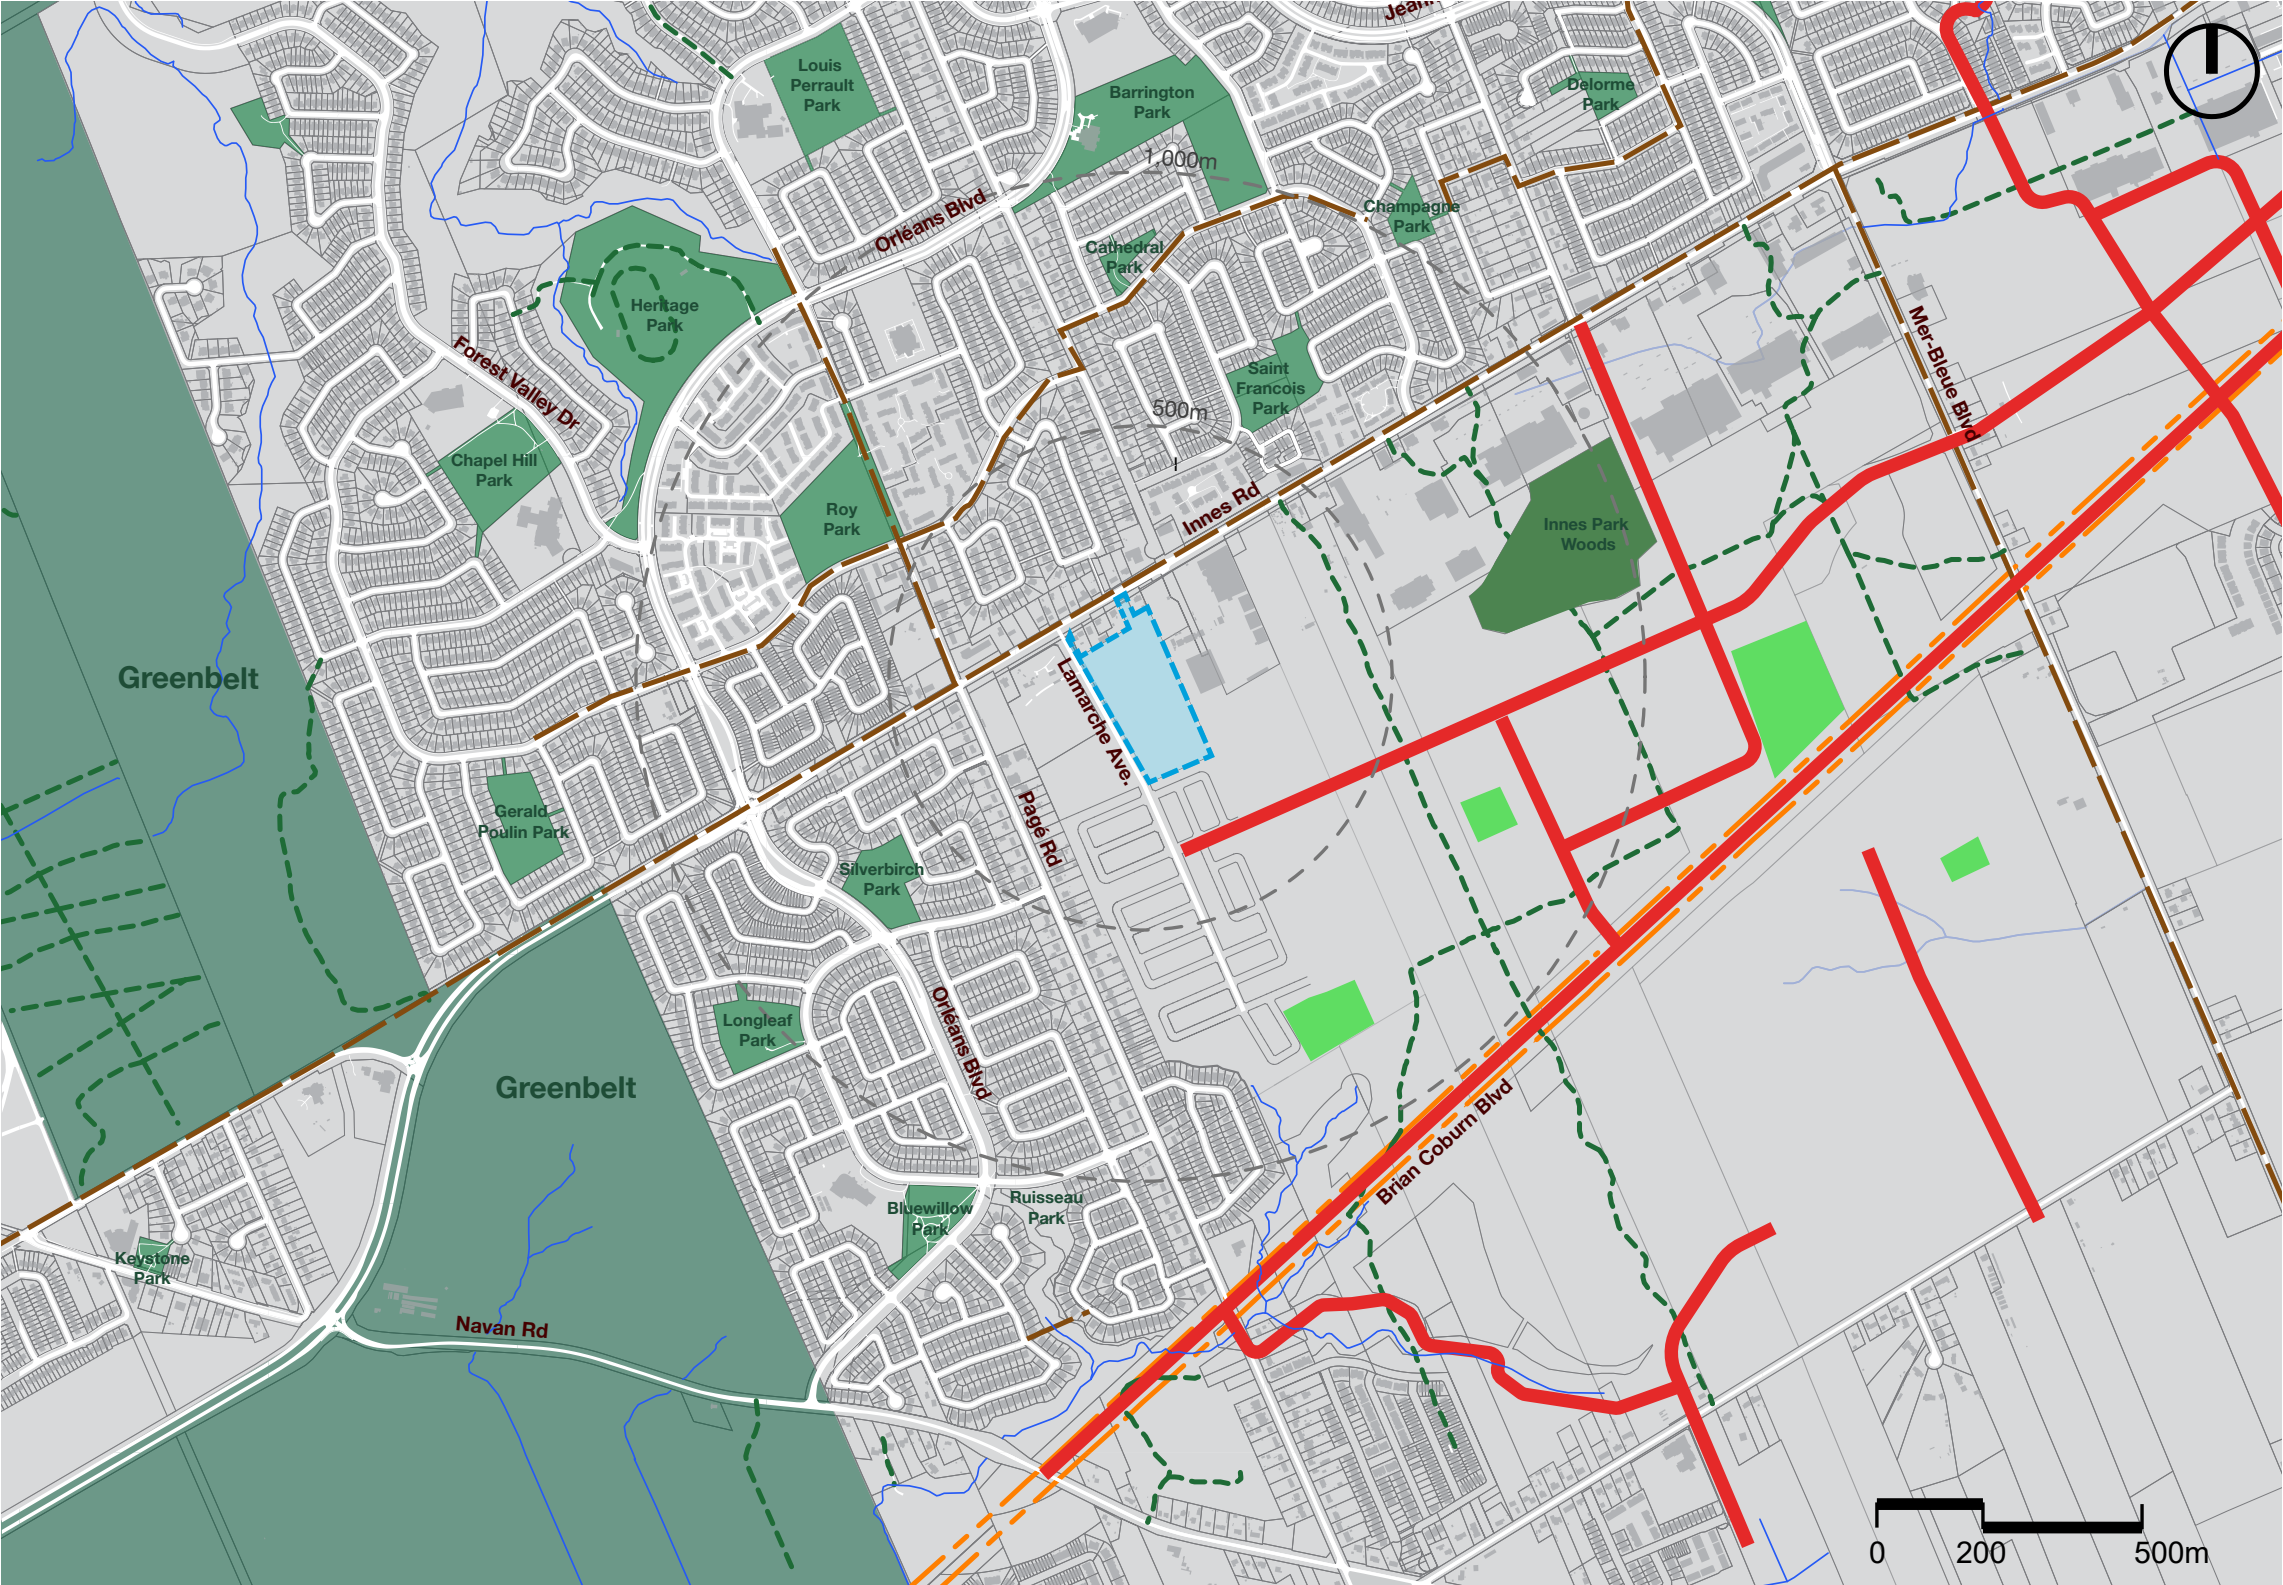 Jean
Louis
Perrault
Park
Barrington
Park
Delorme
Park
1,000m
Orléans Blvd
Champagne
Park
Cathedral
Park
Heritage
Park
Forest Valley Dr
Saint
Francois
Park
500m
Mer-Bleue Blvd
Chapel Hill
Park
Roy
Park
Innes Rd
Innes Park
Woods
Greenbelt
Lamarche Ave.
Gerald
Poulin Park
Pagé Rd
Silverbirch
Park
Longleaf
Park
Orléans Blvd
Greenbelt
Brian Coburn Blvd
Bluewillow
Park
Ruisseau
Park
Keystone
Park
Navan Rd
0 200 500m